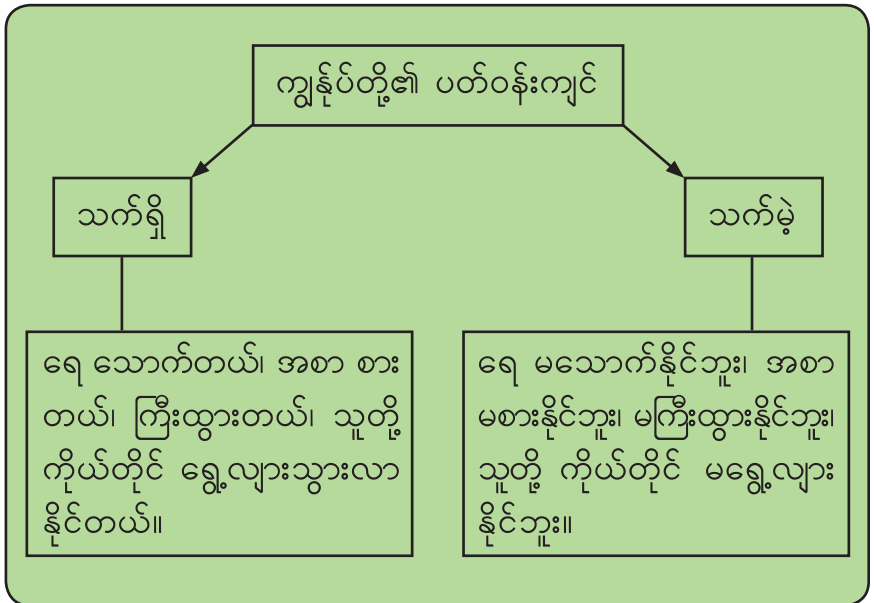 ကျွန်ုပ်တို့၏ ပတ်ဝန်းကျင်
သက်ရှိ
သက်မဲ့
ရေ သောက်တယ်၊ အစာ စား
တယ်၊ ကြီးထွားတယ်၊ သူတို့
ကိုယ်တိုင် ရွေ့လျားသွားလာ
နိုင်တယ်။
ရေ မသောက်နိုင်ဘူး၊ အစာ
မစားနိုင်ဘူး၊ မကြီးထွားနိုင်ဘူး၊
သူတို့ ကိုယ်တိုင် မရွေ့လျား
နိုင်ဘူး။